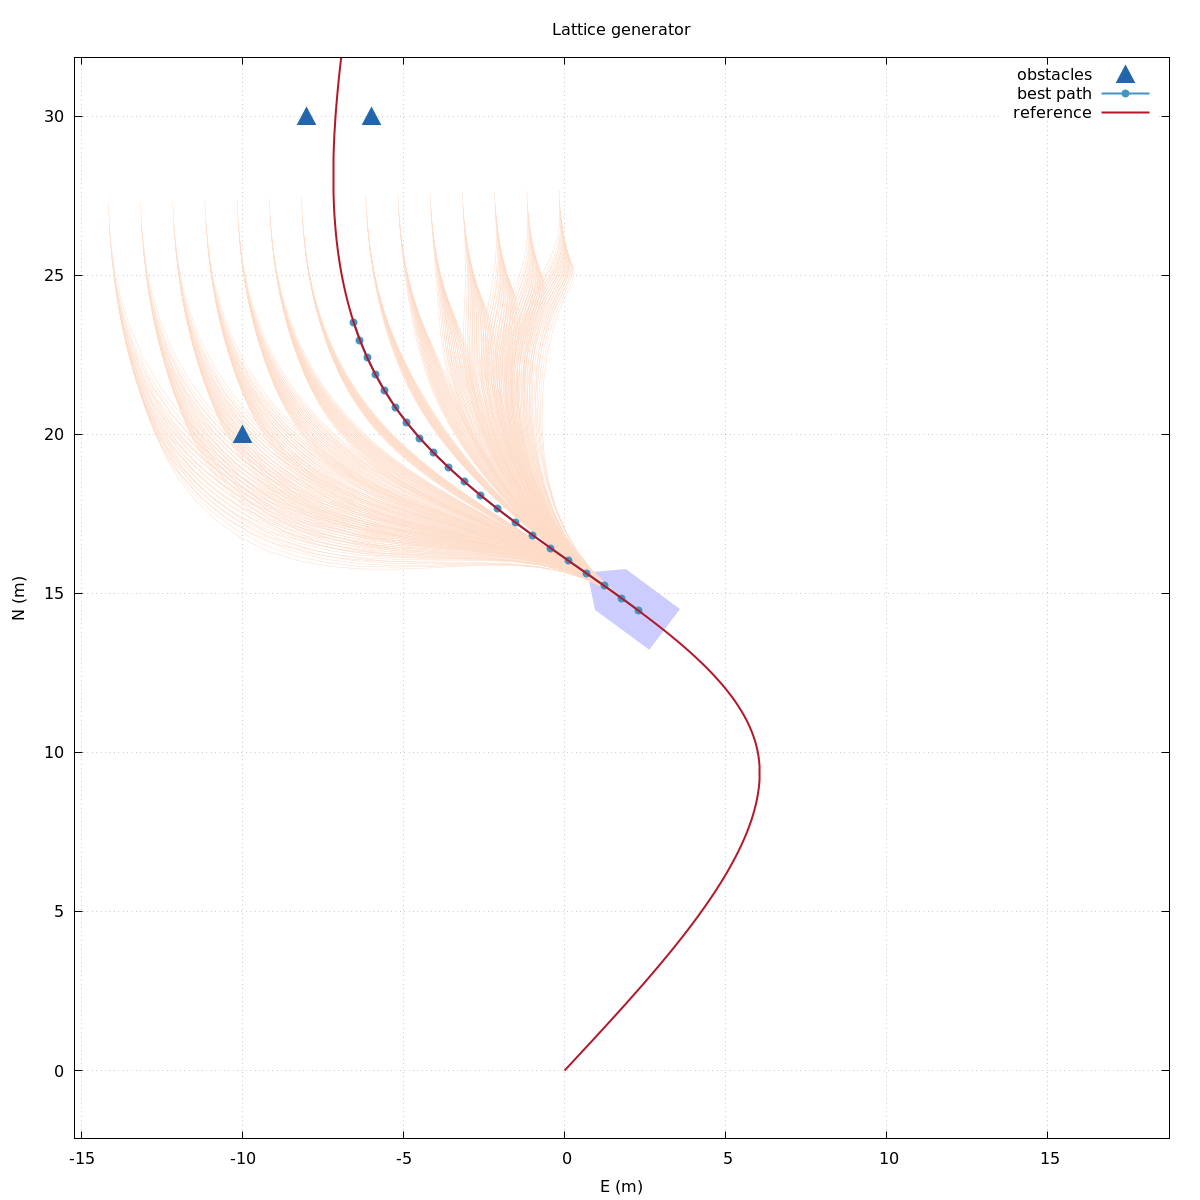 Lattice generator
obstacles
best path
reference
30
25
20
15
10
5
0
N (m)
-15 -10 -5 0 5 10 15
E (m)